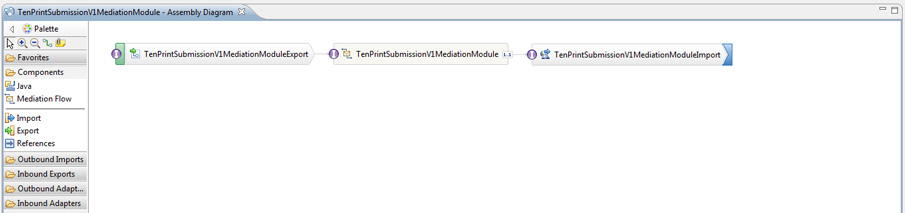 TenPrintSubmissionV1MediationModule - Assembly Diagram
Palette
Favorites
Components
Java
Mediation Flow
Import
Export
References
Outbound Imports
Inbound Exports
Outbound Adapt...
Inbound Adapters
TenPrintSubmissionV1MediationModuleExport
TenPrintSubmissionV1MediationModule
1..1
TenPrintSubmissionV1MediationModuleImport